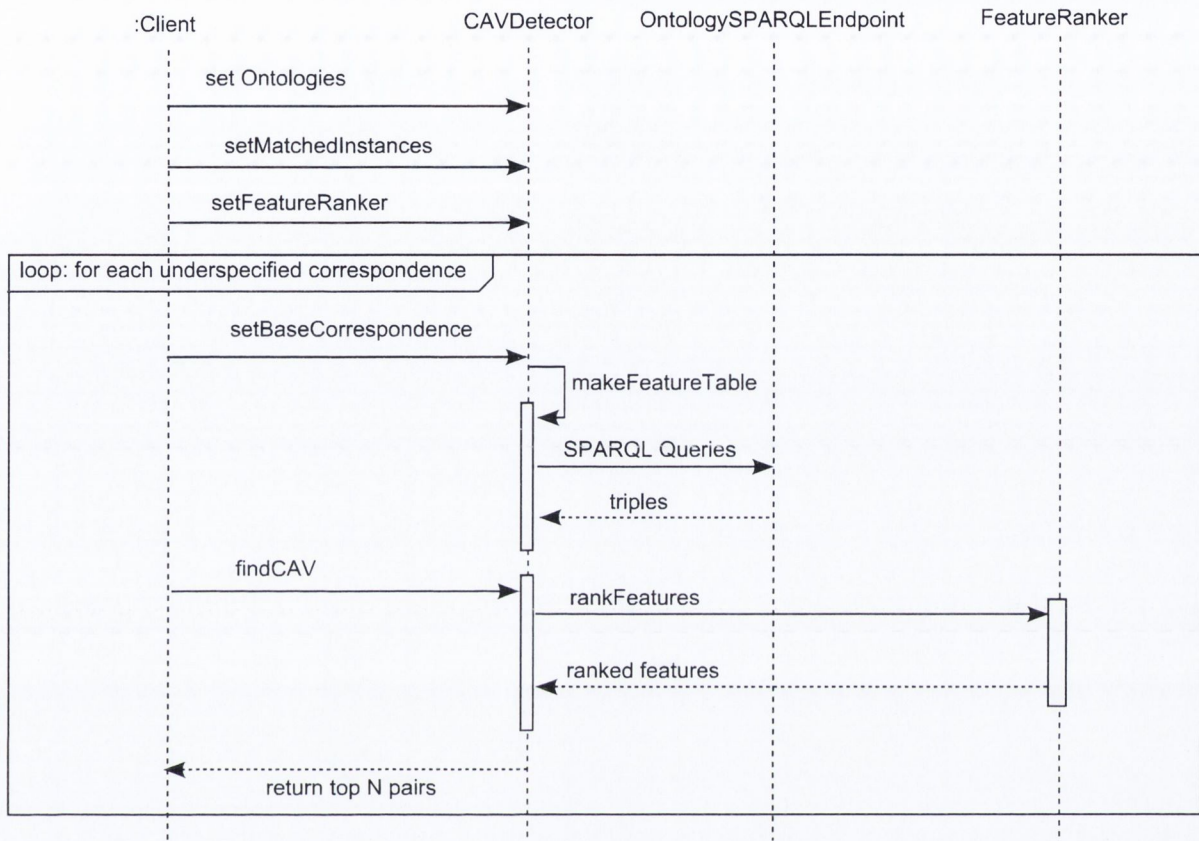 :Client
CAVDetector
OntologySPARQLEndpoint
FeatureRanker
set Ontologies
setMatchedInstances
setFeatureRanker
loop: for each underspecified correspondence
setBaseCorrespondence
makeFeatureTable
SPARQL Queries
triples
findCAV
rankFeatures
ranked features
return top N pairs